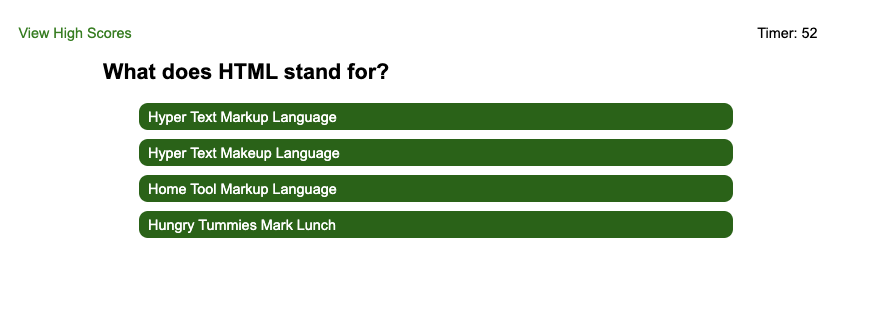 View High Scores
Timer: 52
What does HTML stand for?
Hyper Text Markup Language
Hyper Text Makeup Language
Home Tool Markup Language
Hungry Tummies Mark Lunch